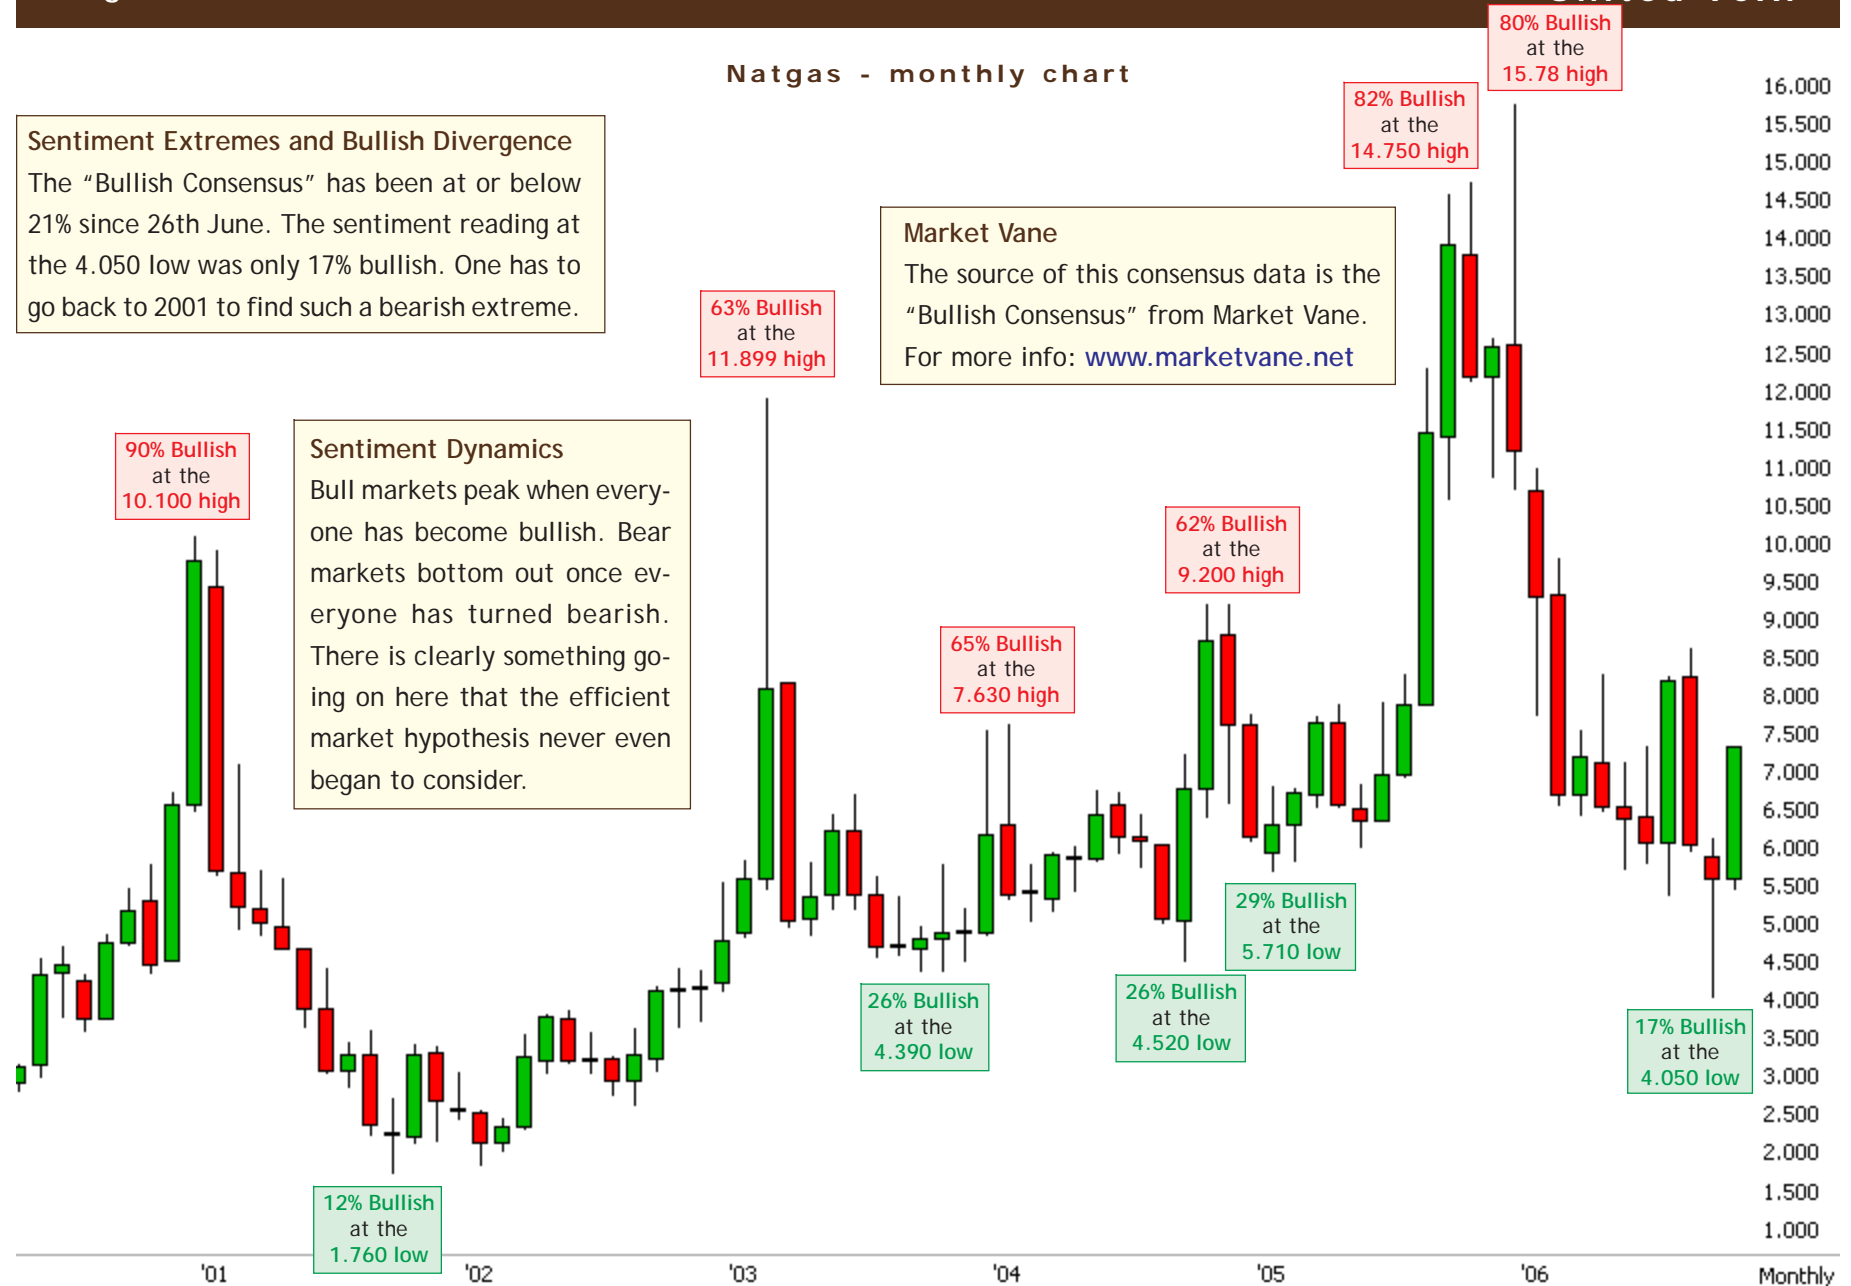 Natgas - monthly chart
Sentiment Extremes and Bullish Divergence
The “Bullish Consensus” has been at or below
21% since 26th June. The sentiment reading at
the 4.050 low was only 17% bullish. One has to
go back to 2001 to find such a bearish extreme.
Market Vane
The source of this consensus data is the
“Bullish Consensus” from Market Vane.
For more info: www.marketvane.net
Sentiment Dynamics
Bull markets peak when every-
one has become bullish. Bear
markets bottom out once ev-
eryone has turned bearish.
There is clearly something go-
ing on here that the efficient
market hypothesis never even
began to consider.
90% Bullish
at the
10.100 high
12% Bullish
at the
1.760 low
63% Bullish
at the
11.899 high
26% Bullish
at the
4.390 low
65% Bullish
at the
7.630 high
26% Bullish
at the
4.520 low
62% Bullish
at the
9.200 high
29% Bullish
at the
5.710 low
82% Bullish
at the
14.750 high
80% Bullish
at the
15.78 high
17% Bullish
at the
4.050 low
16.000
15.500
15.000
14.500
14.000
13.500
13.000
12.500
12.000
11.500
11.000
10.500
10.000
9.500
9.000
8.500
8.000
7.500
7.000
6.500
6.000
5.500
5.000
4.500
4.000
3.500
3.000
2.500
2.000
1.500
1.000
'01 '02 '03 '04 '05 '06 Monthly